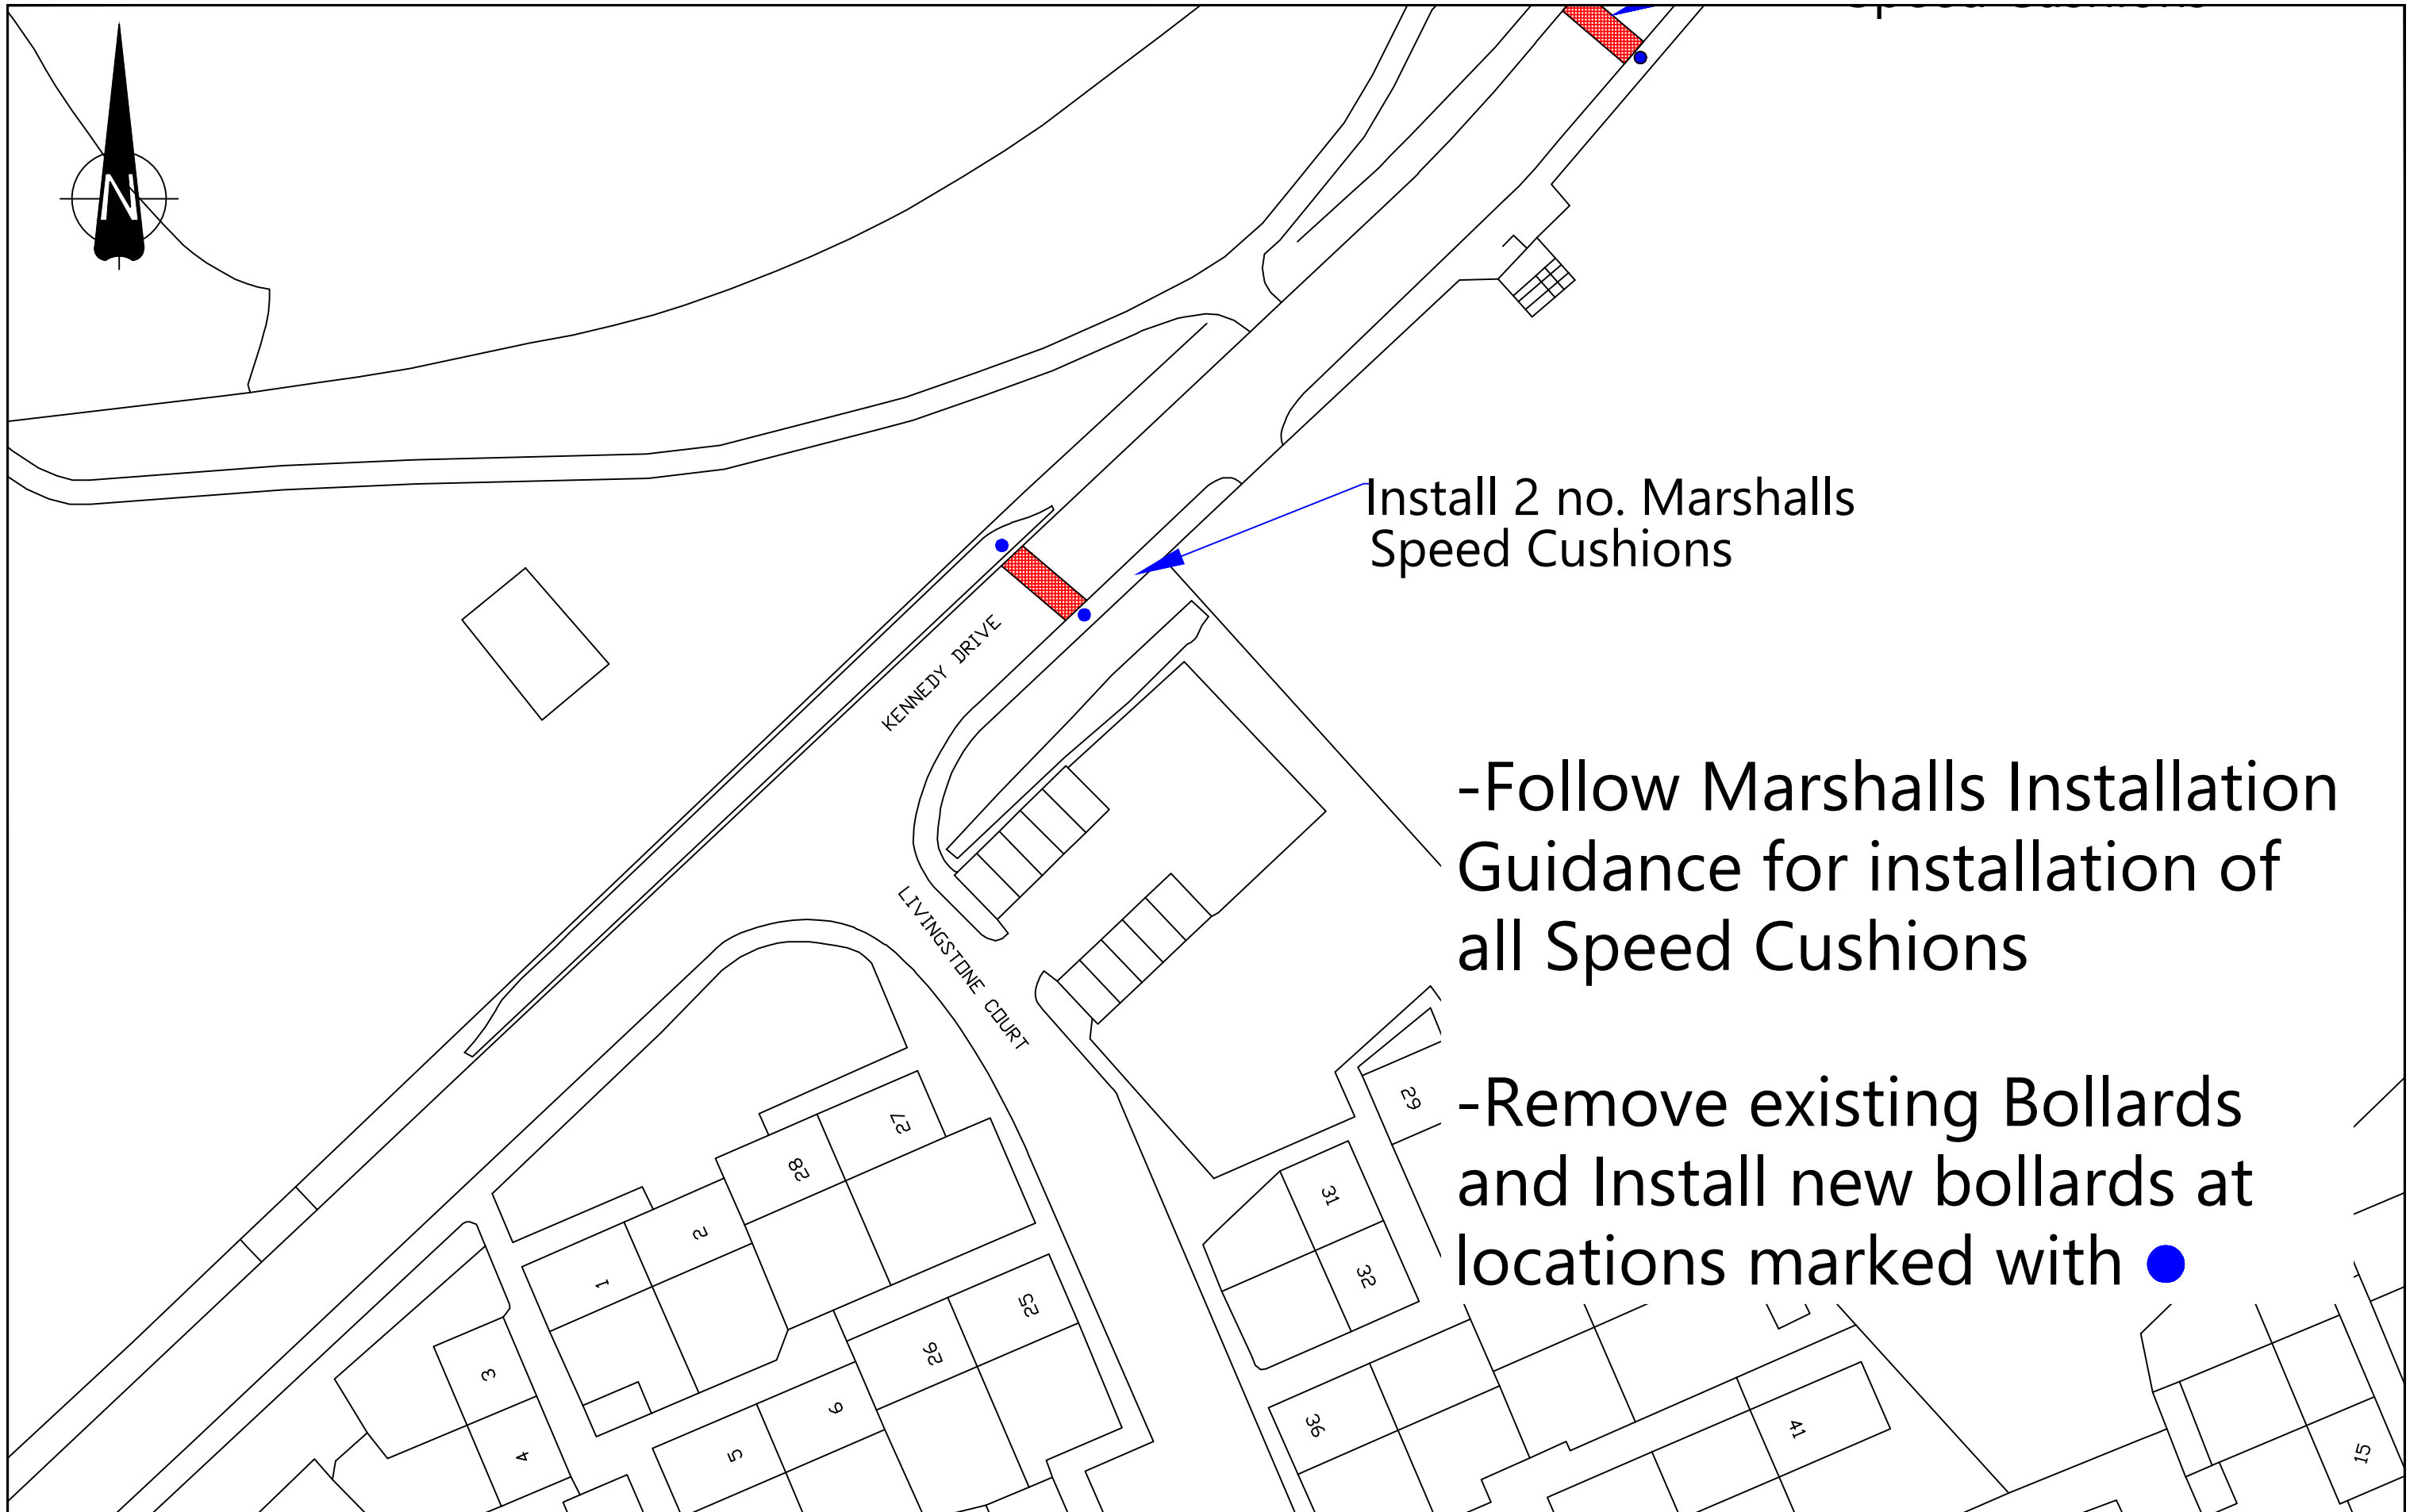 Speed Cushions
N
Install 2 no. Marshalls
Speed Cushions
KENNEDY DRIVE
-Follow Marshalls Installation
Guidance for installation of
all Speed Cushions
LIVINGSTONE COURT
-Remove existing Bollards
and Install new bollards at
locations marked with
29
27
28
31
2
32
1
25
26
3
6
36
41
4
5
15